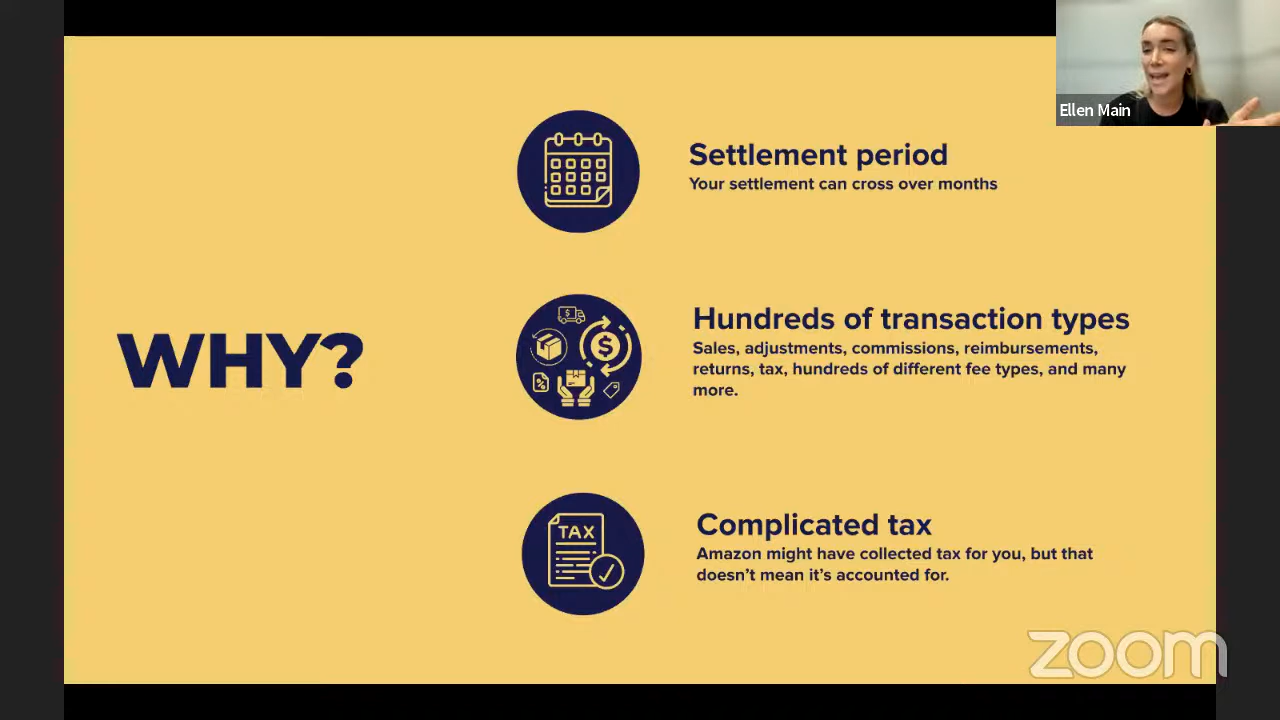 Ellen Main
WHY?
Settlement period
Your settlement can cross over months
Hundreds of transaction types
Sales, adjustments, commissions, reimbursements,
returns, tax, hundreds of different fee types, and many
more.
TAX
Complicated tax
Amazon might have collected tax for you, but that
doesn’t mean it’s accounted for.
zoom